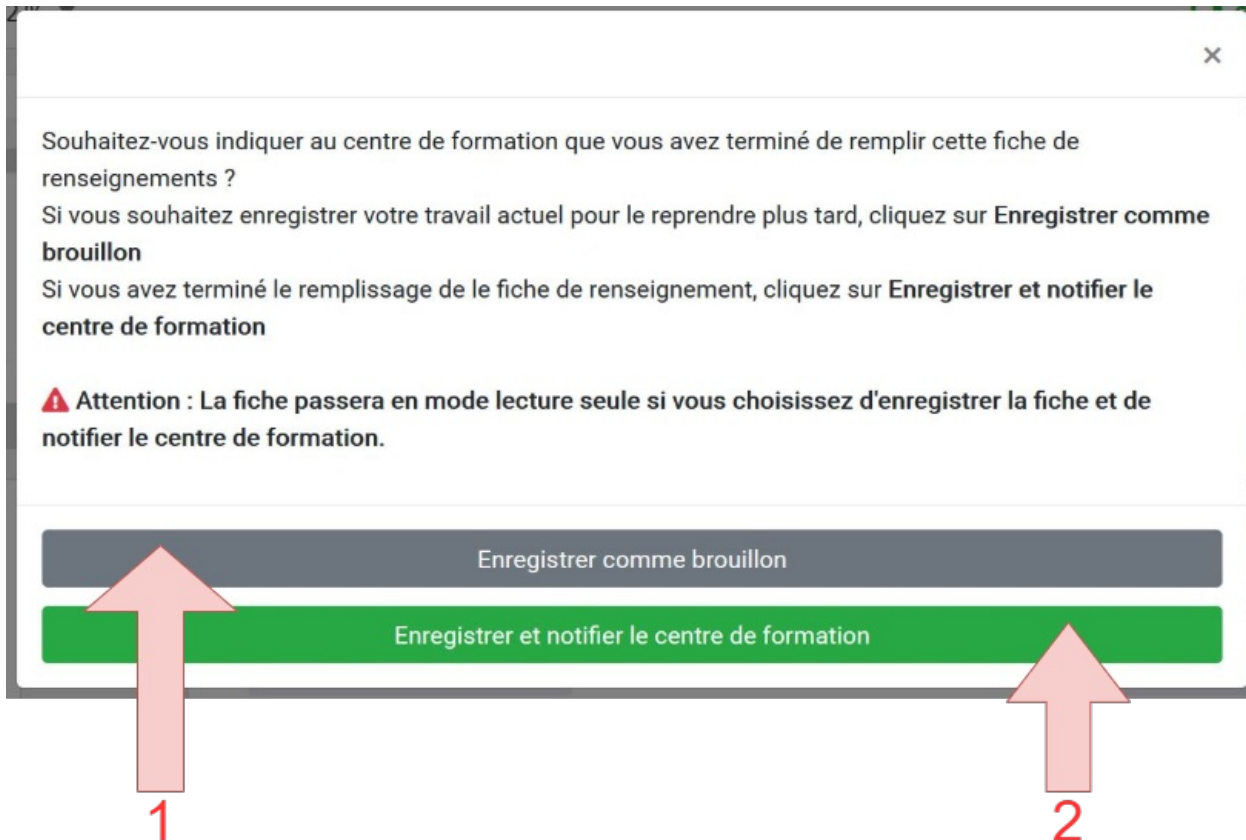 ×
Souhaitez-vous indiquer au centre de formation que vous avez terminé de remplir cette fiche de
renseignements ?
Si vous souhaitez enregistrer votre travail actuel pour le reprendre plus tard, cliquez sur Enregistrer comme
brouillon
Si vous avez terminé le remplissage de le fiche de renseignement, cliquez sur Enregistrer et notifier le
centre de formation
Attention : La fiche passera en mode lecture seule si vous choisissez d'enregistrer la fiche et de
notifier le centre de formation.
Enregistrer comme brouillon
Enregistrer et notifier le centre de formation
1 2